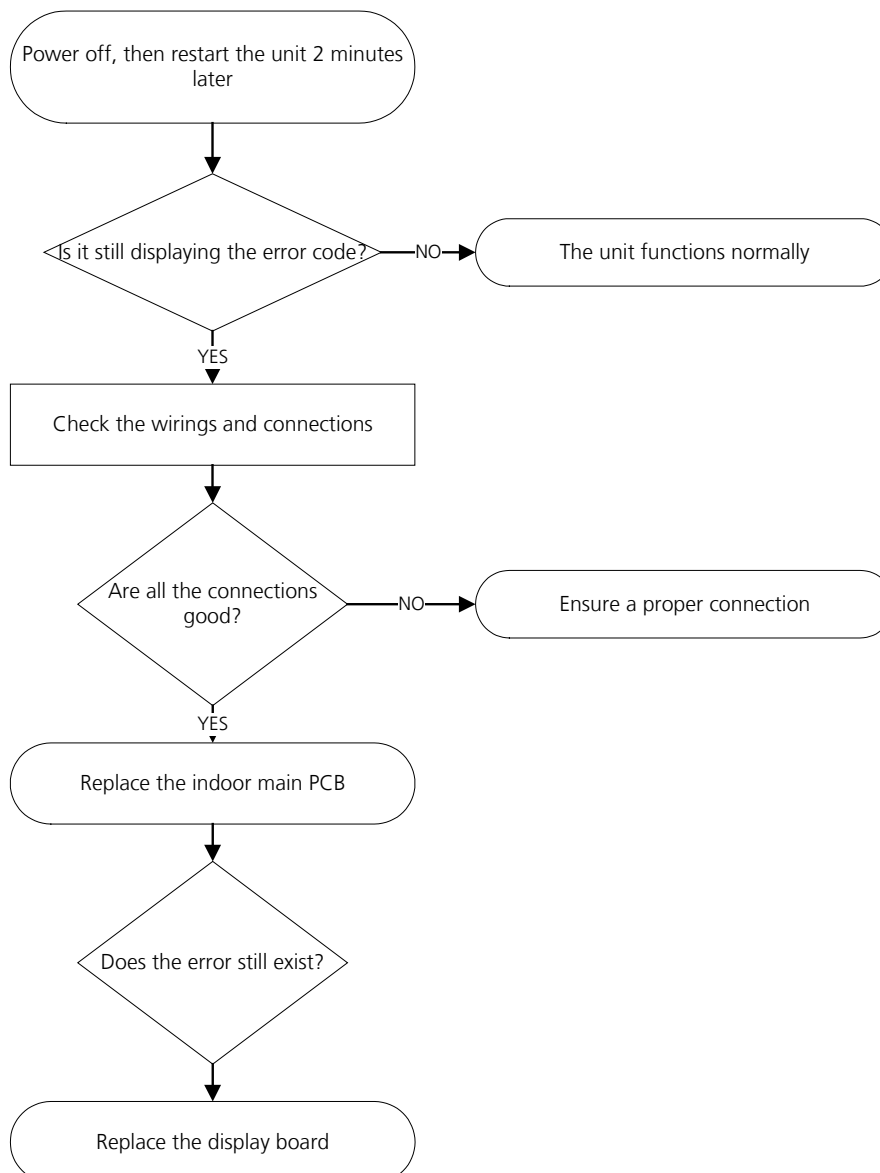 Power off, then restart the unit 2 minutes
later
Is it still displaying the error code?
NO
The unit functions normally
YES
Check the wirings and connections
Are all the connections
good?
NO
Ensure a proper connection
YES
Replace the indoor main PCB
Does the error still exist?
Replace the display board